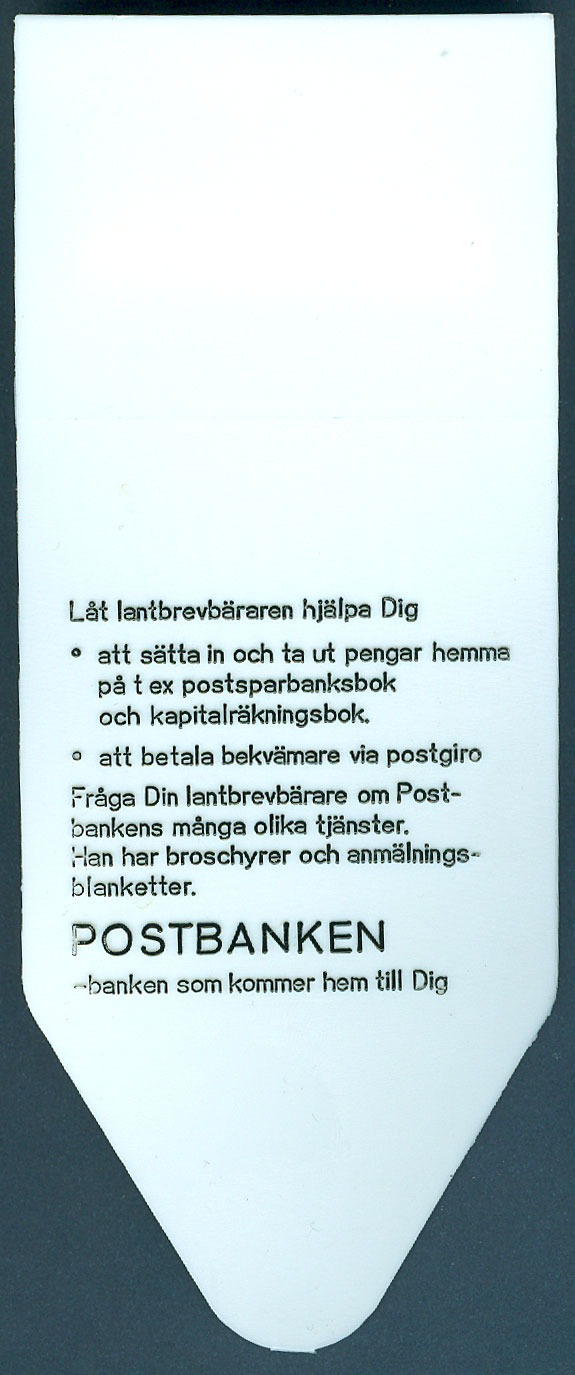 Låt lantbrevbäraren hjälpa Dig
° att sätta in och ta ut pengar hemma
på t ex postsparbanksbok
och kapitalräkningsbok.
° att betala bekvämare via postgiro
Fråga Din lantbrevbärare om Post-
bankens många olika tjänster.
Han har broschyrer och anmälnings-
blanketter.
POSTBANKEN
-banken som kommer hem till Dig